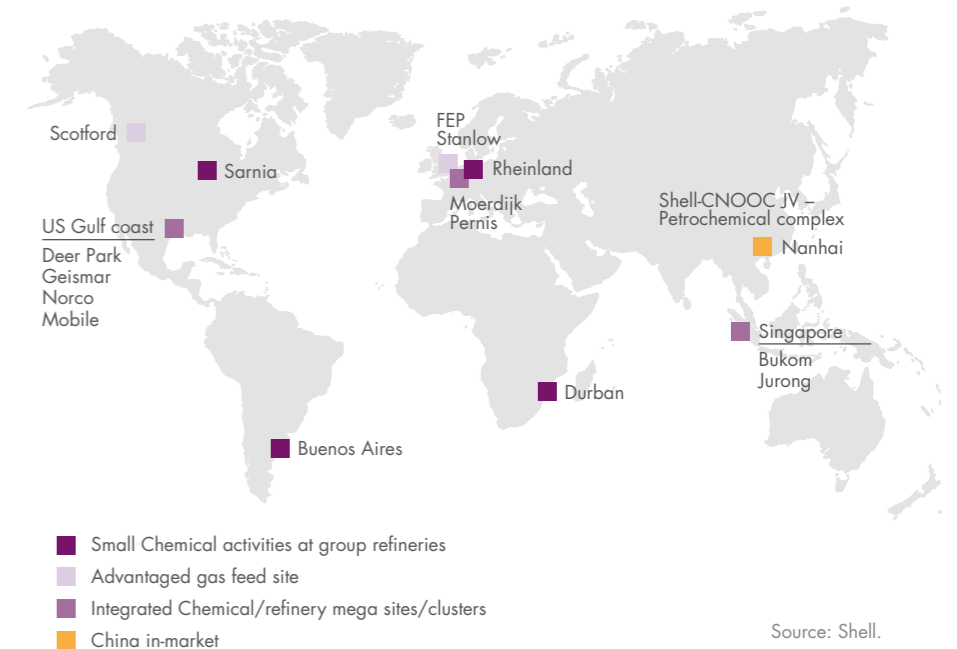 Scotford
Sarnia
US Gulf coast
Deer Park
Geismar
Norco
Mobile
FEP
Stanlow
Rheinland
Moerdijk
Pernis
Shell-CNOOC JV –
Petrochemical complex
Nanhai
Singapore
Bukom
Jurong
Durban
Buenos Aires
Small Chemical activities at group refineries
Advantaged gas feed site
Integrated Chemical/refinery mega sites/clusters
China in-market
Source: Shell.